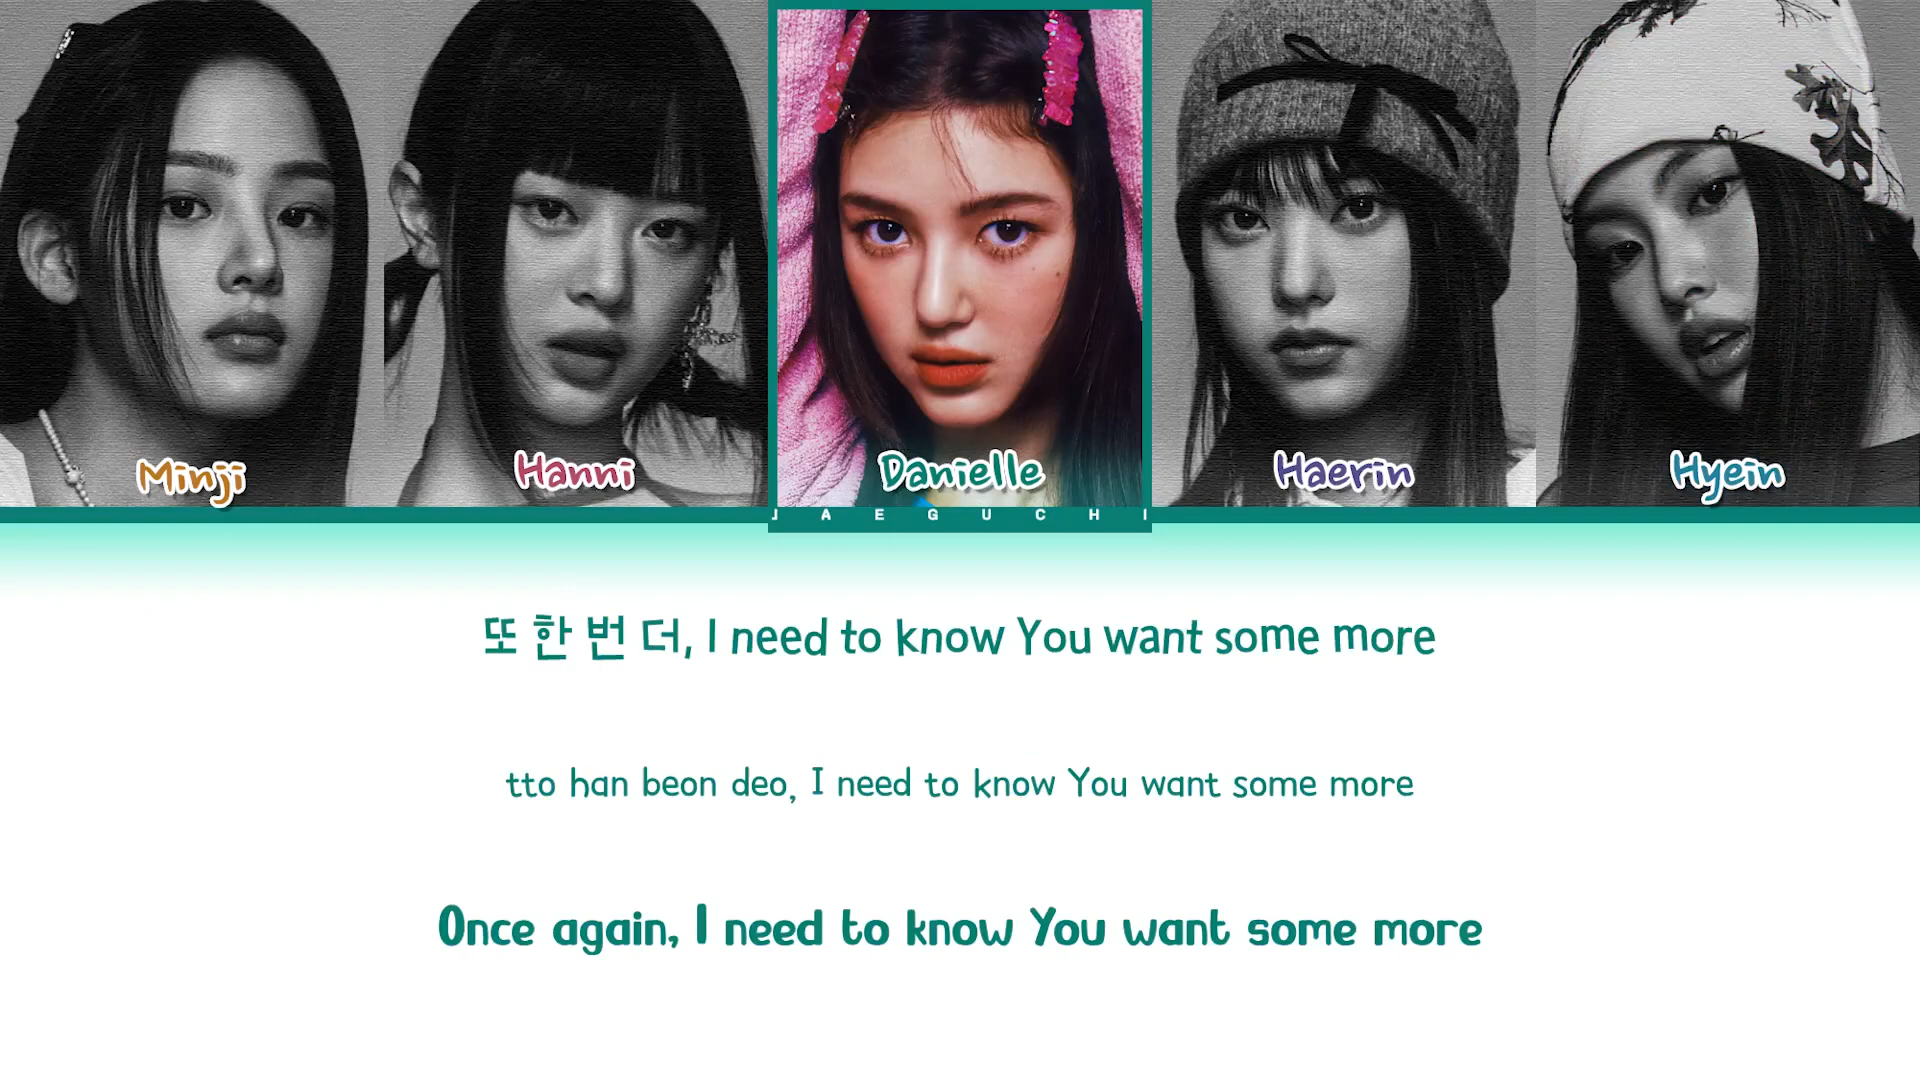 Minji
Hanni
Danielle
Haerin
Hyein
JAEGUCHI
또 한 번 더, I need to know You want some more
tto han beon deo, I need to know You want some more
Once again, I need to know You want some more